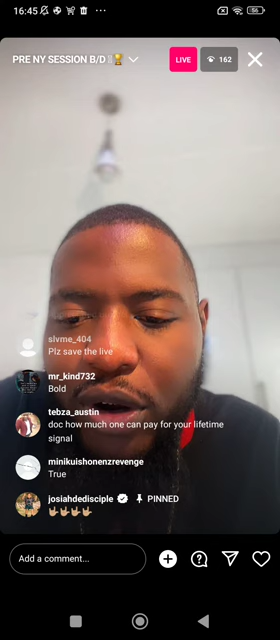 16:45
56
PRE NY SESSION B/D 🏆
LIVE
162
slvme_404
Plz save the live
mr_kind732
Bold
tebza_austin
doc how much one can pay for your lifetime
signal
minikuishonenzrevenge
True
josiahdedisciple PINNED
🤟🏽🤟🏽🤟🏽🤟🏽
Add a comment...